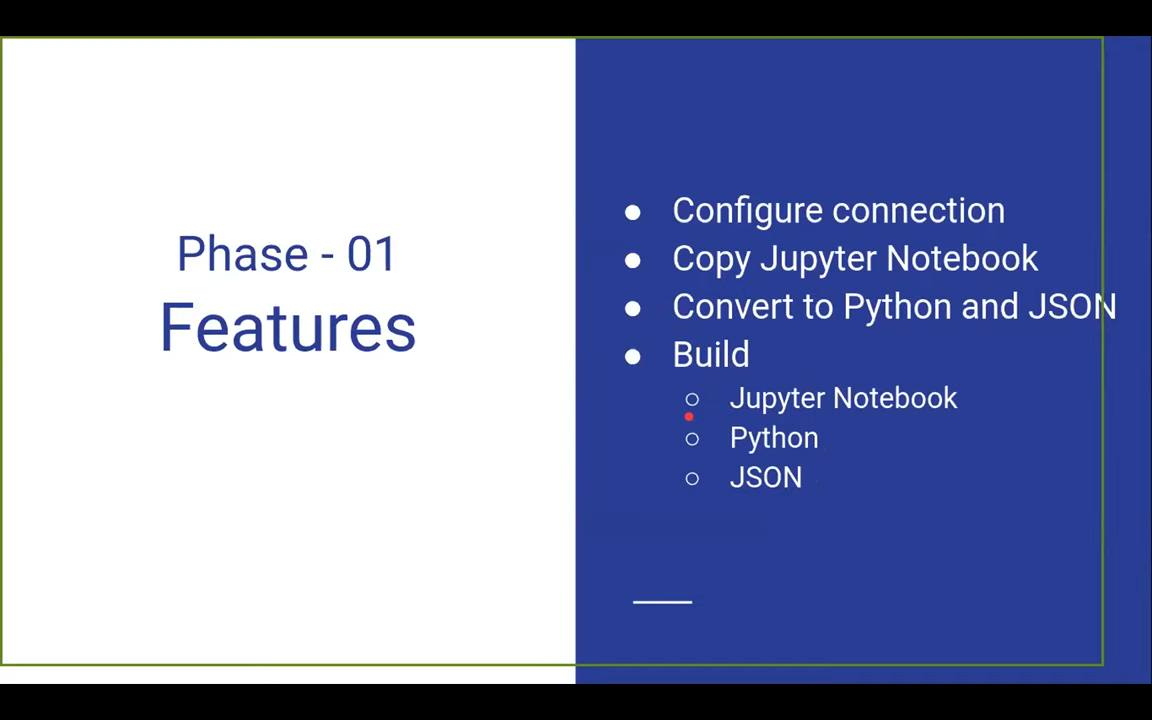 Phase - 01
Features
● Configure connection
● Copy Jupyter Notebook
● Convert to Python and JSON
● Build
○ Jupyter Notebook
○ Python
○ JSON